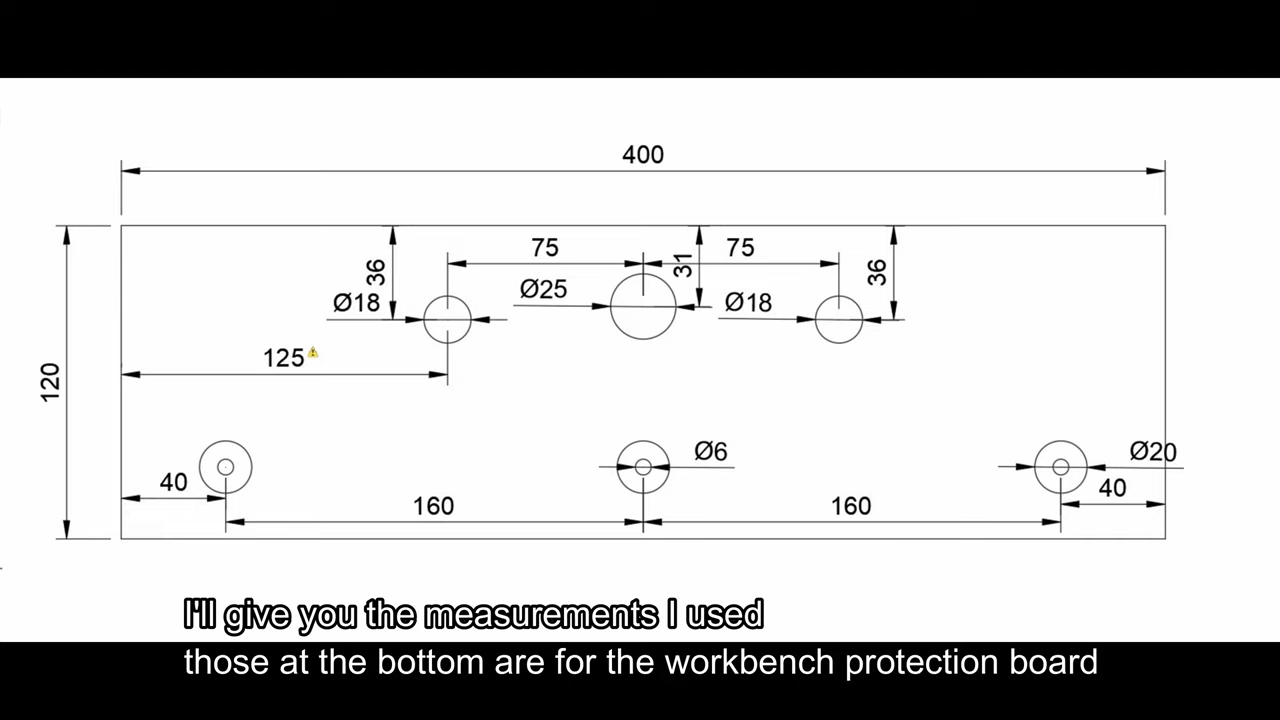 400
75
75
36
31
36
Ø18
Ø25
Ø18
125
120
Ø6
Ø20
40
40
160
160
I'll give you the measurements I used
those at the bottom are for the workbench protection board